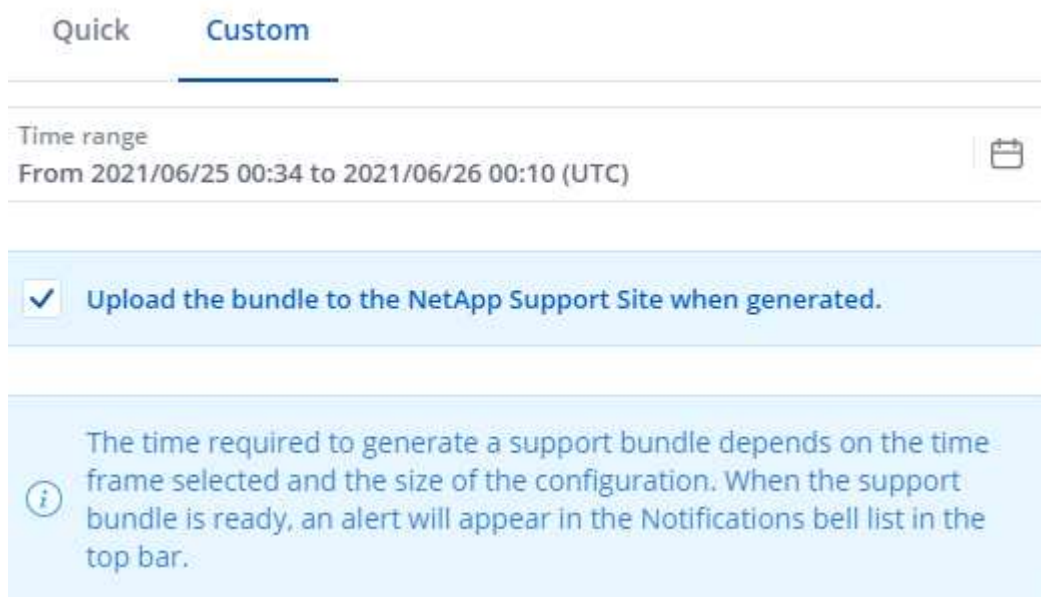 Quick Custom
Time range
From 2021/06/25 00:34 to 2021/06/26 00:10 (UTC)
Upload the bundle to the NetApp Support Site when generated.
The time required to generate a support bundle depends on the time
frame selected and the size of the configuration. When the support
bundle is ready, an alert will appear in the Notifications bell list in the
top bar.